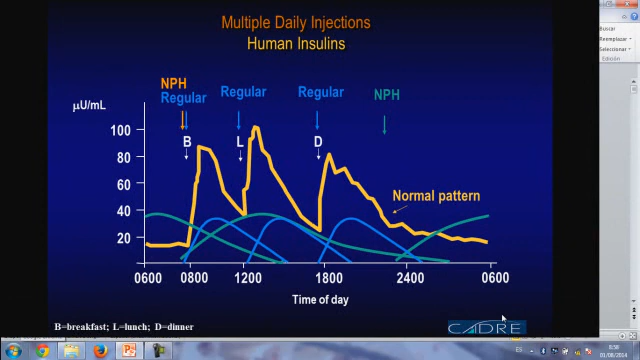 Multiple Daily Injections
Human Insulins
Buscar
Reemplazar
Seleccionar
Edición
NPH
Regular
Regular
Regular
NPH
µU/mL
100
80
60
40
20
B
L
D
Normal pattern
0600
0800
1200
1800
2400
0600
Time of day
B=breakfast; L=lunch; D=dinner
CADRE
ES
9:50
01/08/2014